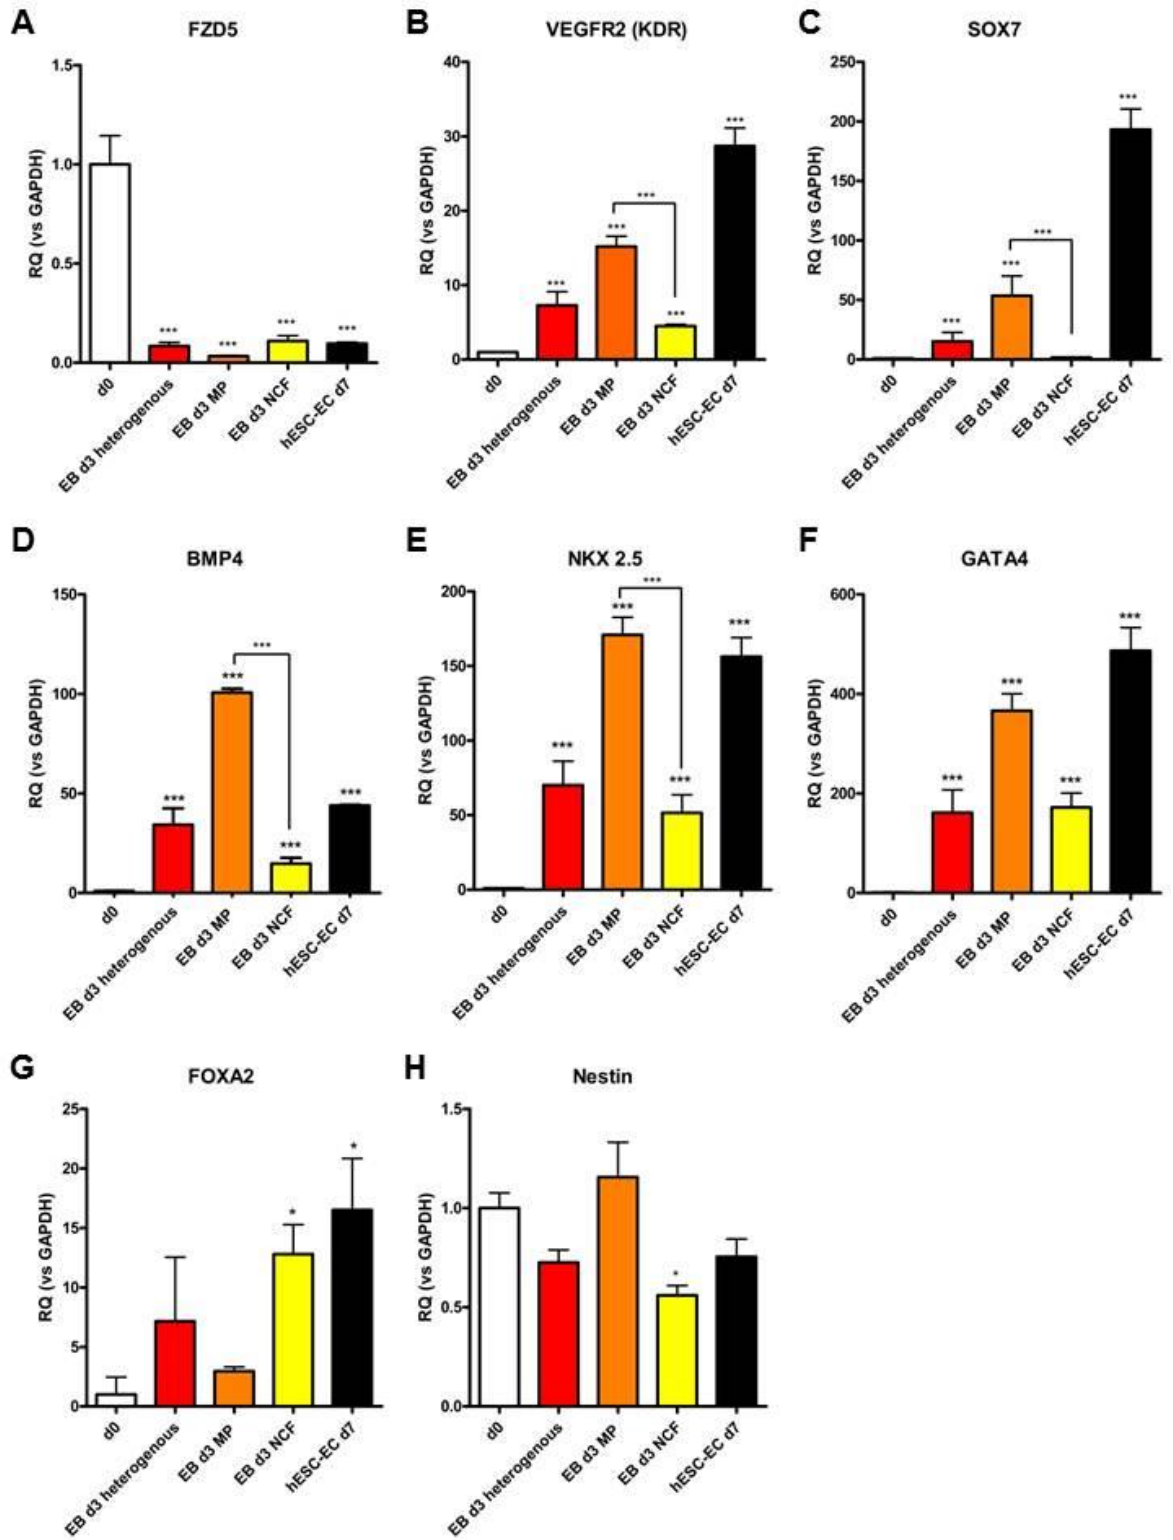 A
FZD5
RQ (vs GAPDH)
1.5
1.0
0.5
0.0
***
***
***
***
d0
EB d3 heterogenous
EB d3 MP
EB d3 NCF
hESC-EC d7
B
VEGFR2 (KDR)
RQ (vs GAPDH)
40
30
20
10
0
***
***
***
***
***
d0
EB d3 heterogenous
EB d3 MP
EB d3 NCF
hESC-EC d7
C
SOX7
RQ (vs GAPDH)
250
200
150
100
50
0
***
***
***
***
d0
EB d3 heterogenous
EB d3 MP
EB d3 NCF
hESC-EC d7
D
BMP4
RQ (vs GAPDH)
150
100
50
0
***
***
***
***
***
d0
EB d3 heterogenous
EB d3 MP
EB d3 NCF
hESC-EC d7
E
NKX 2.5
RQ (vs GAPDH)
200
150
100
50
0
***
***
***
***
***
d0
EB d3 heterogenous
EB d3 MP
EB d3 NCF
hESC-EC d7
F
GATA4
RQ (vs GAPDH)
600
400
200
0
***
***
***
***
d0
EB d3 heterogenous
EB d3 MP
EB d3 NCF
hESC-EC d7
G
FOXA2
RQ (vs GAPDH)
25
20
15
10
5
0
*
*
d0
EB d3 heterogenous
EB d3 MP
EB d3 NCF
hESC-EC d7
H
Nestin
RQ (vs GAPDH)
1.5
1.0
0.5
0.0
*
d0
EB d3 heterogenous
EB d3 MP
EB d3 NCF
hESC-EC d7